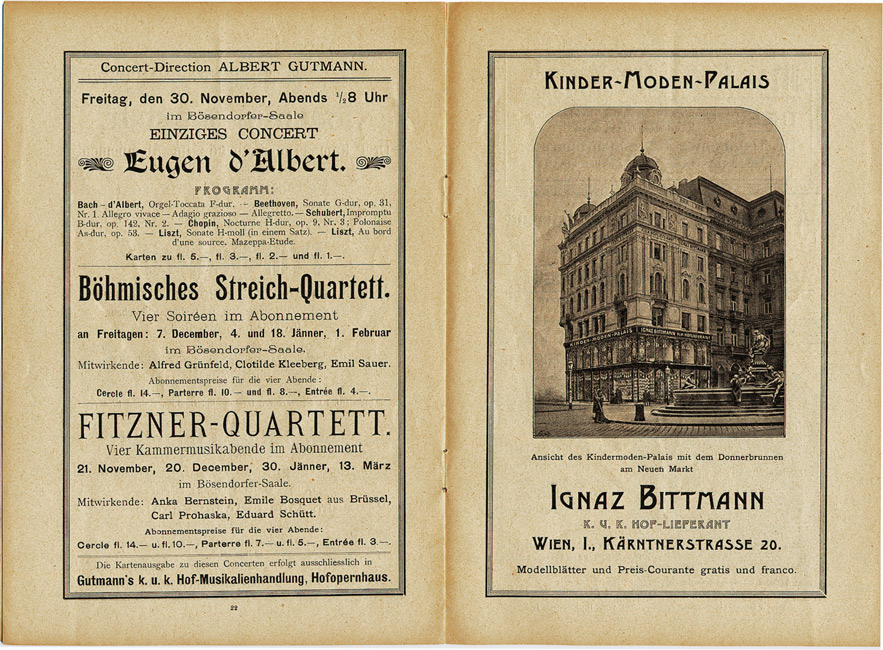 Concert-Direction ALBERT GUTMANN.
Freitag, den 30. November, Abends ½8 Uhr
im Bösendorfer-Saale
EINZIGES CONCERT
Eugen d'Albert.
PROGRAMM:
Bach – d'Albert, Orgel-Toccata F-dur. — Beethoven, Sonate G-dur, op. 31,
Nr. 1. Allegro vivace — Adagio grazioso — Allegretto. — Schubert, Impromptu
B-dur, op. 142, Nr. 2. — Chopin, Nocturne H-dur, op. 9, Nr. 3; Polonaise
As-dur, op. 53. — Liszt, Sonate H-moll (in einem Satz). — Liszt, Au bord
d'une source. Mazeppa-Etude.
Karten zu fl. 5.—, fl. 3.—, fl. 2.— und fl. 1.—.
Böhmisches Streich-Quartett.
Vier Soiréen im Abonnement
an Freitagen: 7. December, 4. und 18. Jänner, 1. Februar
im Bösendorfer-Saale.
Mitwirkende: Alfred Grünfeld, Clotilde Kleeberg, Emil Sauer.
Abonnementspreise für die vier Abende:
Cercle fl. 14.—, Parterre fl. 10.— und fl. 8.—, Entrée fl. 4.—.
FITZNER-QUARTETT.
Vier Kammermusikabende im Abonnement
21. November, 20. December, 30. Jänner, 13. März
im Bösendorfer-Saale.
Mitwirkende: Anka Bernstein, Emile Bosquet aus Brüssel,
Carl Prohaska, Eduard Schütt.
Abonnementspreise für die vier Abende:
Cercle fl. 14.— u. fl. 10.—, Parterre fl. 7.— u. fl. 5.—, Entrée fl. 3.—.
Die Kartenausgabe zu diesen Concerten erfolgt ausschliesslich in
Gutmann's k. u. k. Hof-Musikalienhandlung, Hofopernhaus.
22
KINDER-MODEN-PALAIS
KINDER-MODEN-PALAIS IGNAZ BITTMANN K.u.K. HOFLIEFERANT
Ansicht des Kindermoden-Palais mit dem Donnerbrunnen
am Neuen Markt
IGNAZ BITTMANN
K. U. K. HOF-LIEFERANT
WIEN, I., KÄRNTNERSTRASSE 20.
Modellblätter und Preis-Courante gratis und franco.